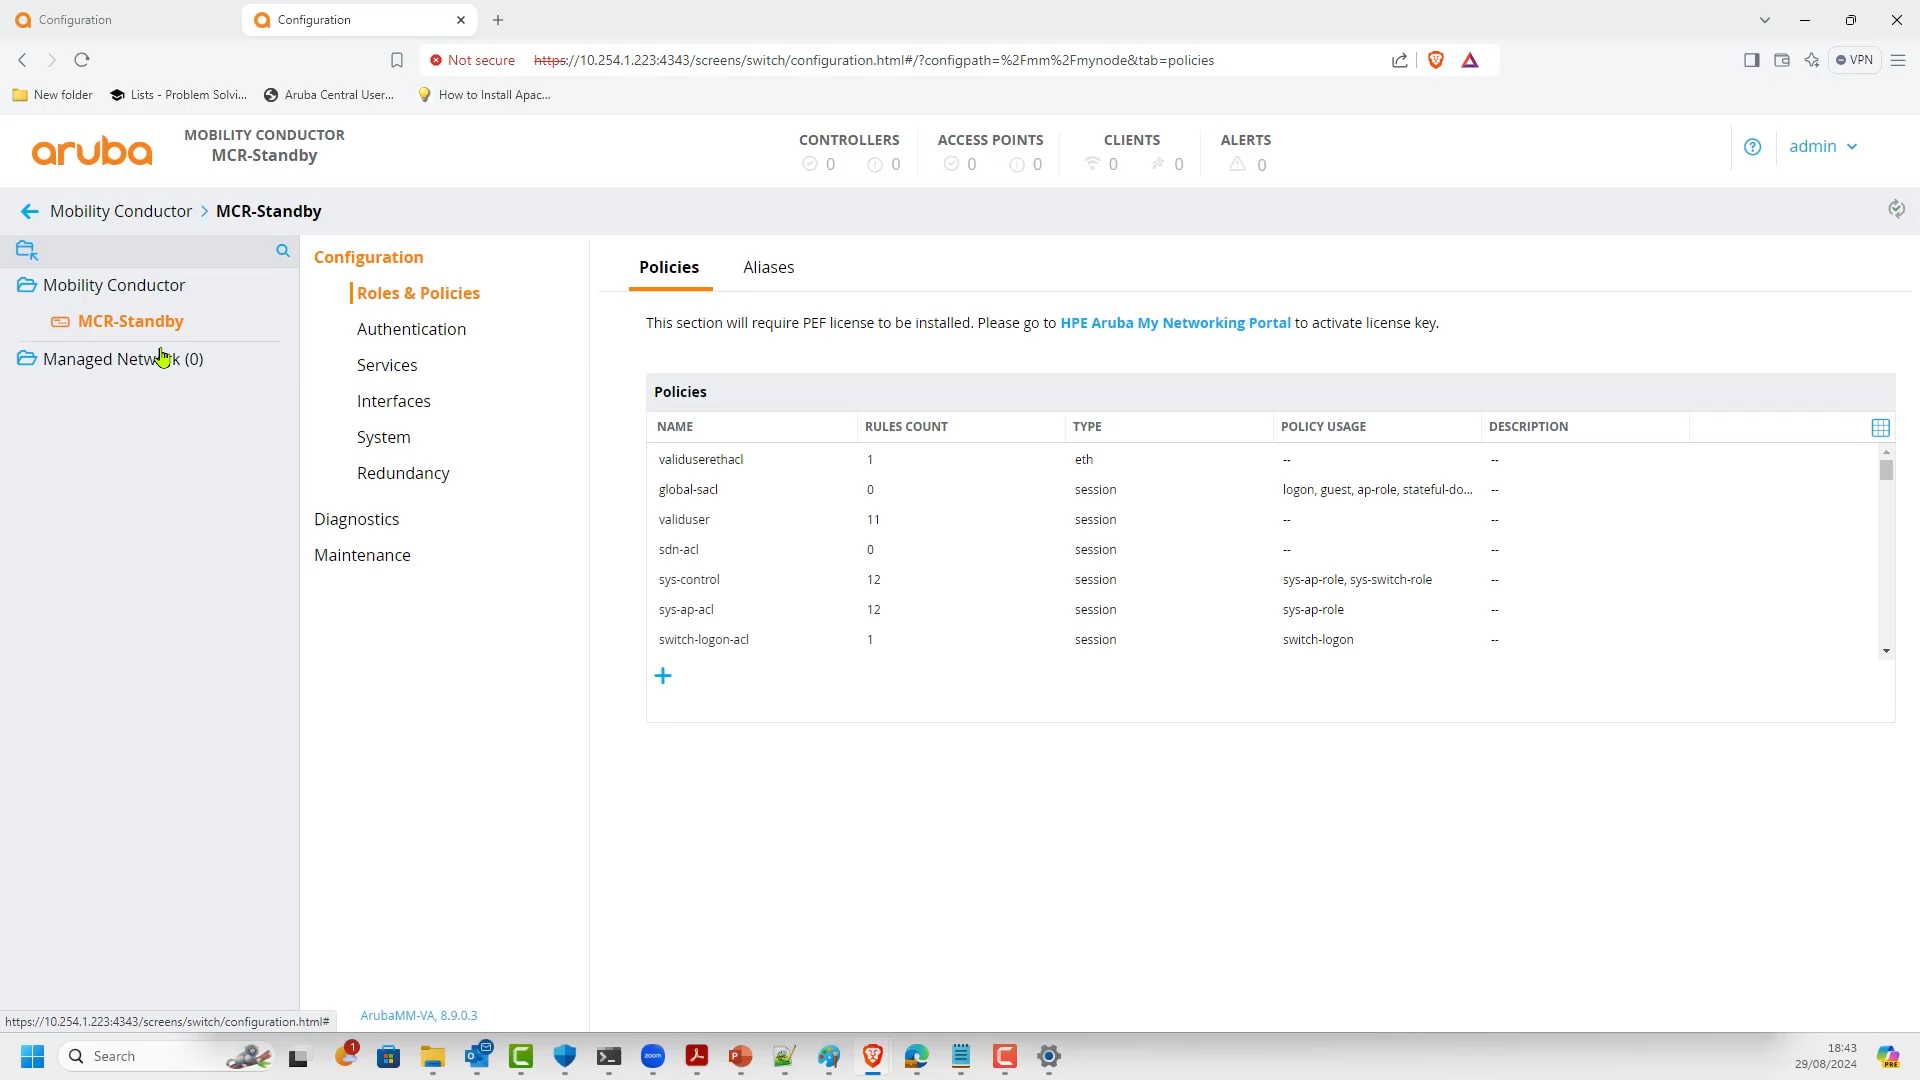 Configuration
Configuration
Not secure https://10.254.1.223:4343/screens/switch/configuration.html#/?configpath=%2Fmm%2Fmynode&tab=policies
VPN
New folder
Lists - Problem Solvi...
Aruba Central User...
How to Install Apac...
aruba
MOBILITY CONDUCTOR
MCR-Standby
CONTROLLERS
0 0
ACCESS POINTS
0 0
CLIENTS
0 0
ALERTS
0
admin
Mobility Conductor > MCR-Standby
Mobility Conductor
MCR-Standby
Managed Network (0)
Configuration
Roles & Policies
Authentication
Services
Interfaces
System
Redundancy
Diagnostics
Maintenance
Policies
Aliases
This section will require PEF license to be installed. Please go to HPE Aruba My Networking Portal to activate license key.
Policies
NAME RULES COUNT TYPE POLICY USAGE DESCRIPTION
validuserethacl 1 eth -- --
global-sacl 0 session logon, guest, ap-role, stateful-do... --
validuser 11 session -- --
sdn-acl 0 session -- --
sys-control 12 session sys-ap-role, sys-switch-role --
sys-ap-acl 12 session sys-ap-role --
switch-logon-acl 1 session switch-logon --
https://10.254.1.223:4343/screens/switch/configuration.html#
ArubaMM-VA, 8.9.0.3
Search
1
zoom
18:43
29/08/2024
PRE